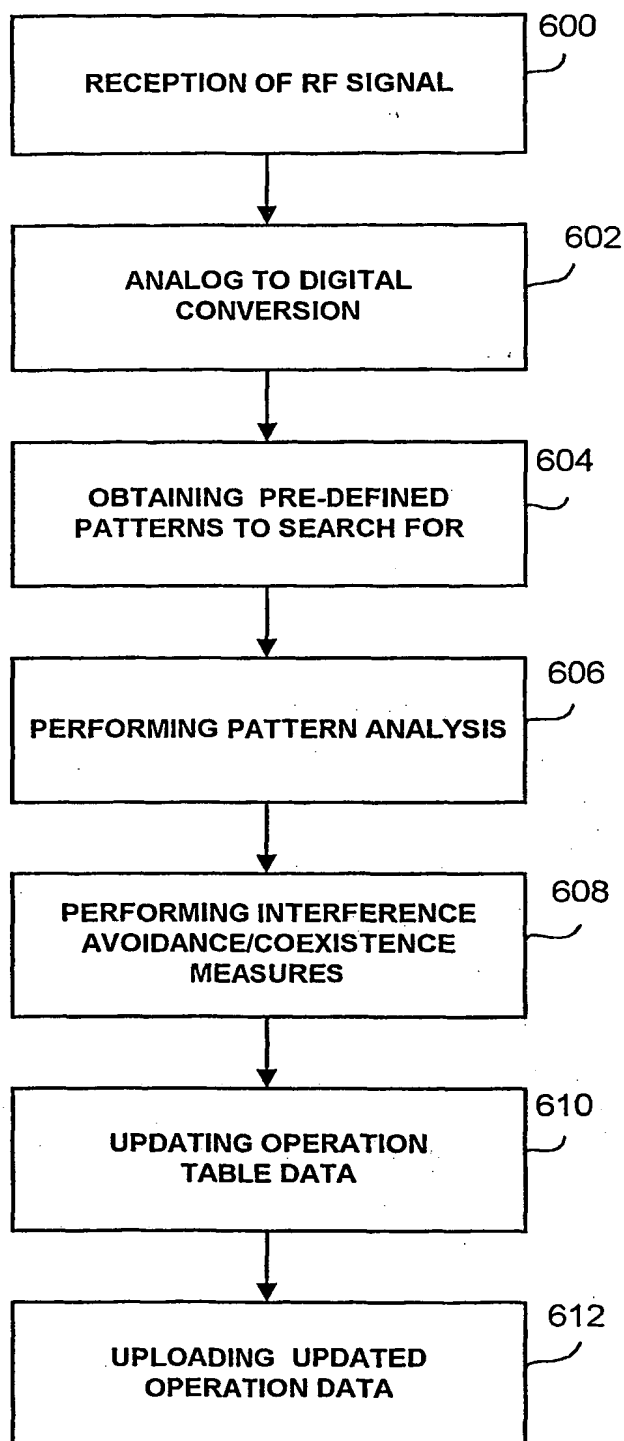 600
RECEPTION OF RF SIGNAL
602
ANALOG TO DIGITAL
CONVERSION
604
OBTAINING PRE-DEFINED
PATTERNS TO SEARCH FOR
606
PERFORMING PATTERN ANALYSIS
608
PERFORMING INTERFERENCE
AVOIDANCE/COEXISTENCE
MEASURES
610
UPDATING OPERATION
TABLE DATA
612
UPLOADING UPDATED
OPERATION DATA